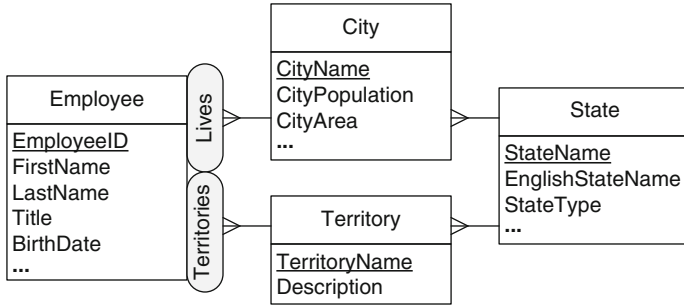 Employee
EmployeeID
FirstName
LastName
Title
BirthDate
...
Lives
Territories
City
CityName
CityPopulation
CityArea
...
Territory
TerritoryName
Description
State
StateName
EnglishStateName
StateType
...